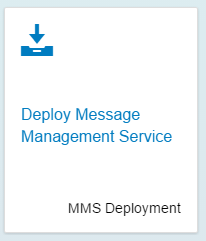 Deploy Message
Management Service
MMS Deployment